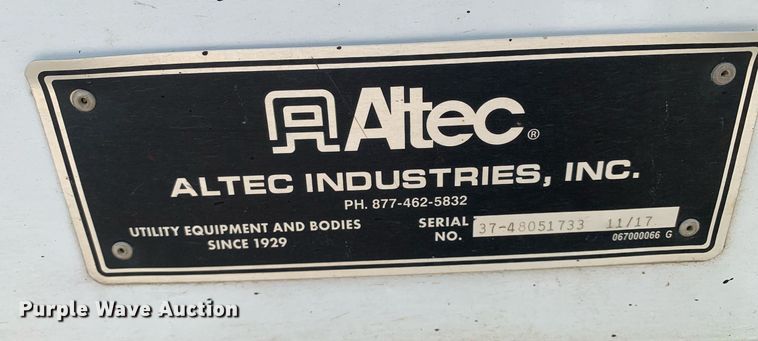 Altec®
ALTEC INDUSTRIES, INC.
PH. 877-462-5832
UTILITY EQUIPMENT AND BODIES
SINCE 1929
SERIAL NO. 37-48051733 11/17
067000066 G
Purple Wave Auction